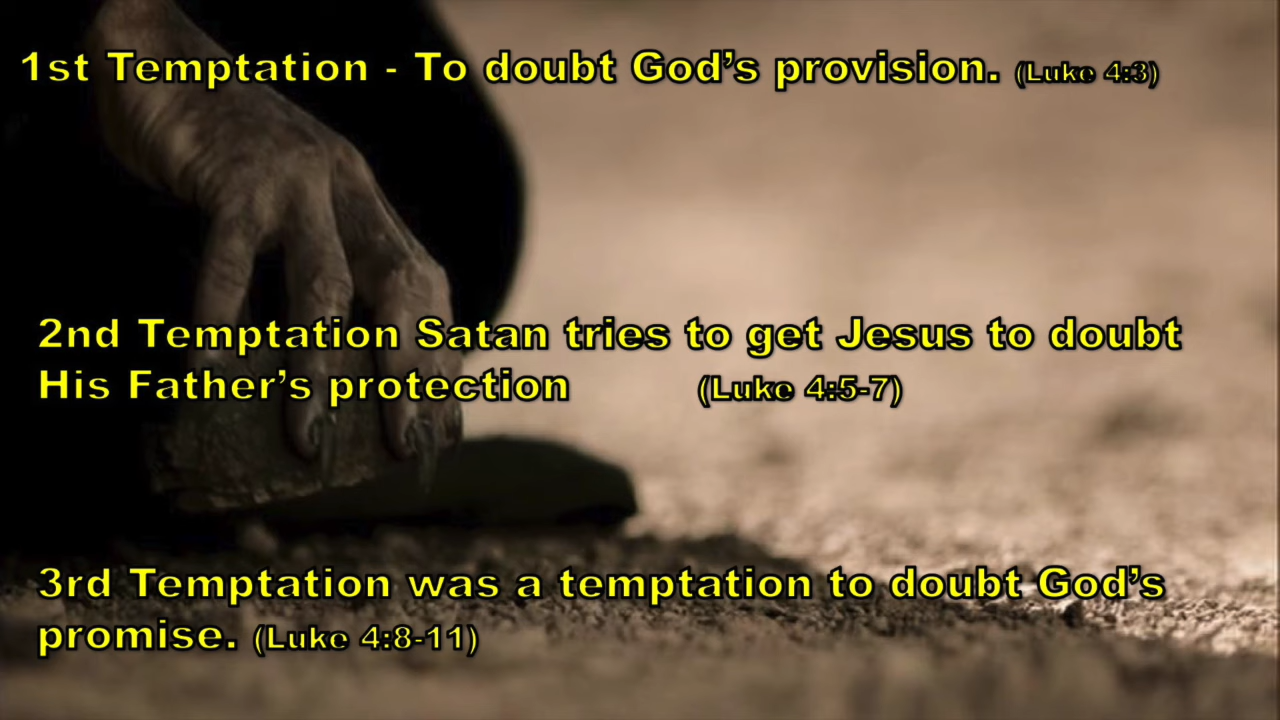 1st Temptation - To doubt God’s provision. (Luke 4:3)
2nd Temptation Satan tries to get Jesus to doubt
His Father’s protection (Luke 4:5-7)
3rd Temptation was a temptation to doubt God’s
promise. (Luke 4:8-11)